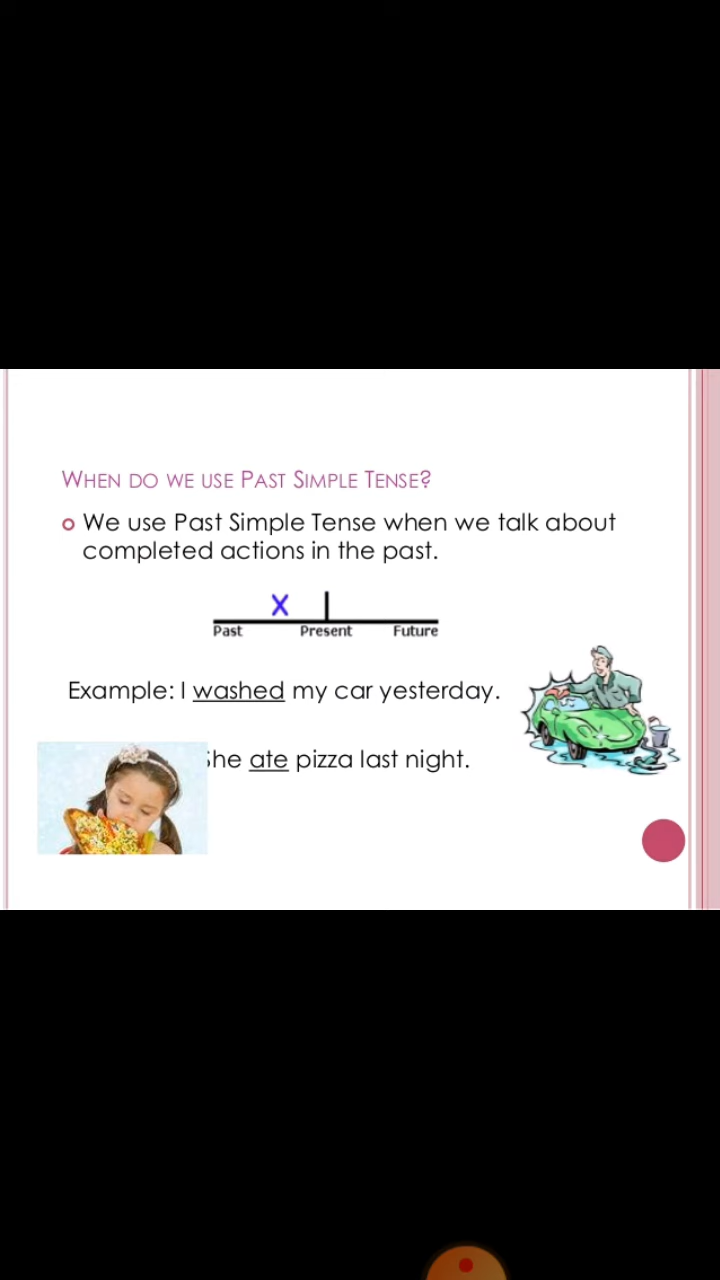 When do we use Past Simple Tense?
We use Past Simple Tense when we talk about
completed actions in the past.
X
Past Present Future
Example: I washed my car yesterday.
ate pizza last night.